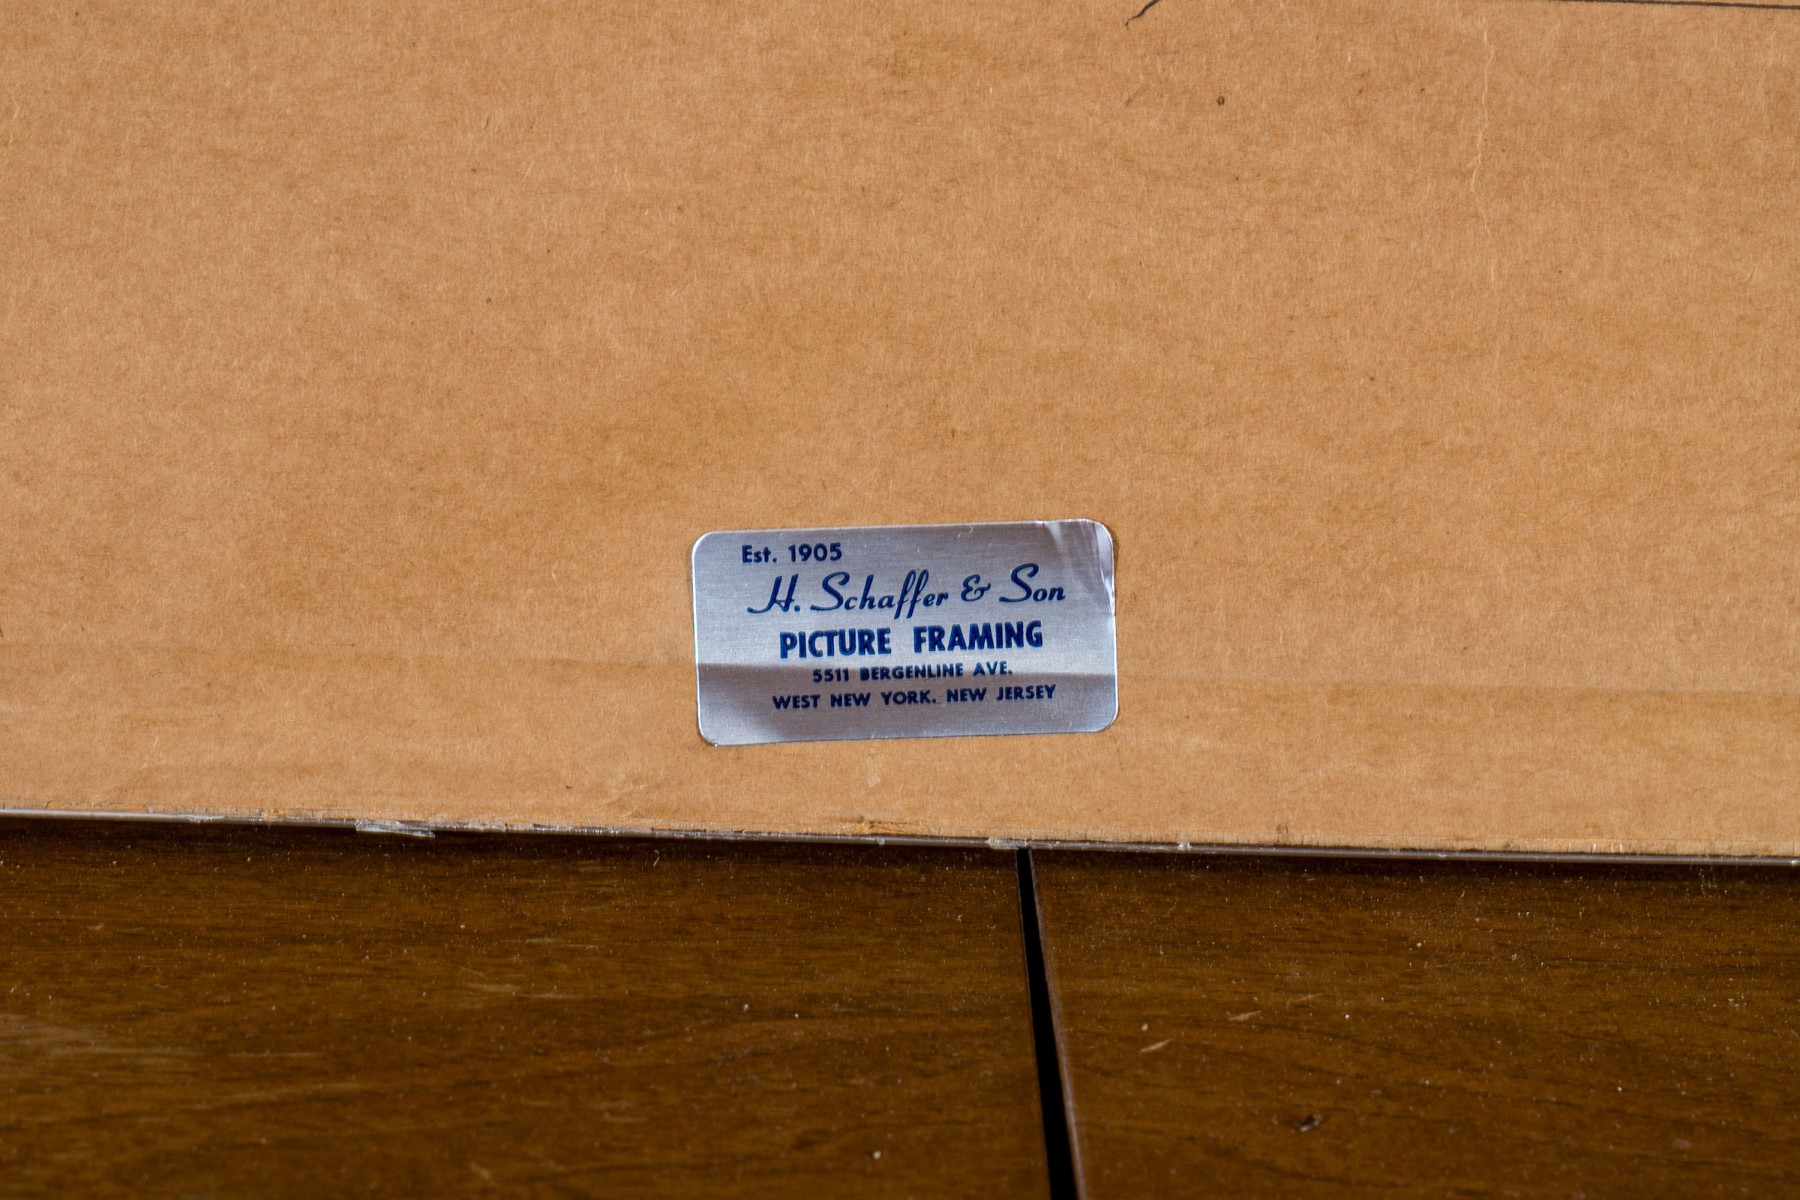 Est. 1905
H. Schaffer & Son
PICTURE FRAMING
5511 BERGENLINE AVE.
WEST NEW YORK. NEW JERSEY